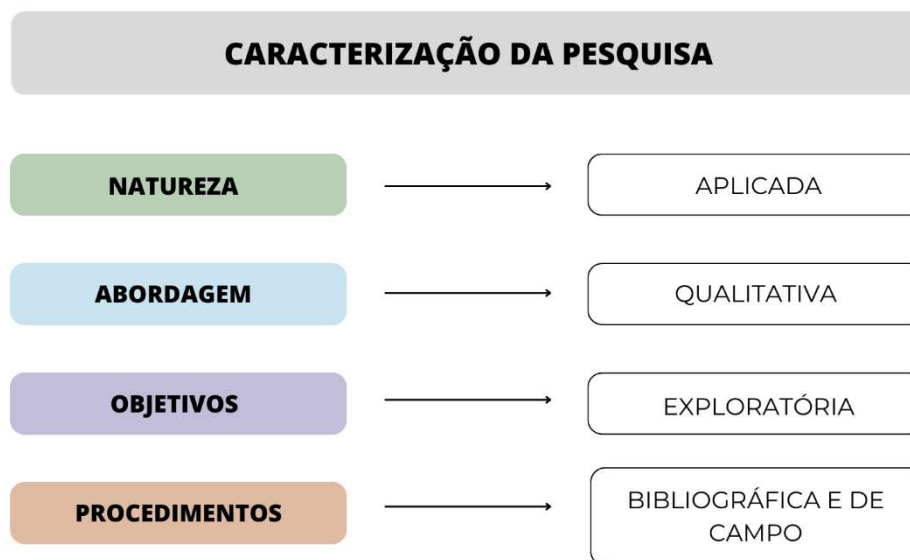 CARACTERIZAÇÃO DA PESQUISA
NATUREZA
APLICADA
ABORDAGEM
QUALITATIVA
OBJETIVOS
EXPLORATÓRIA
PROCEDIMENTOS
BIBLIOGRÁFICA E DE
CAMPO